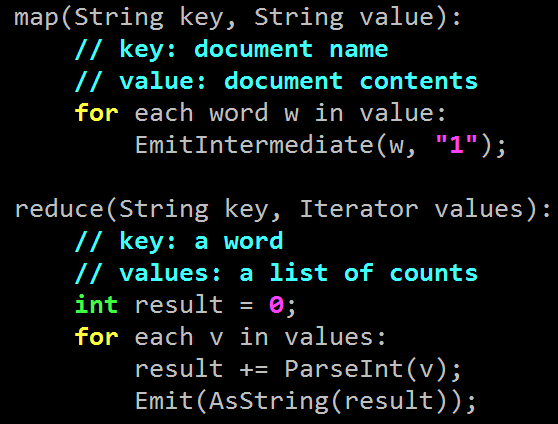 map(String key, String value):
    // key: document name
    // value: document contents
    for each word w in value:
        EmitIntermediate(w, "1");

reduce(String key, Iterator values):
    // key: a word
    // values: a list of counts
    int result = 0;
    for each v in values:
        result += ParseInt(v);
        Emit(AsString(result));